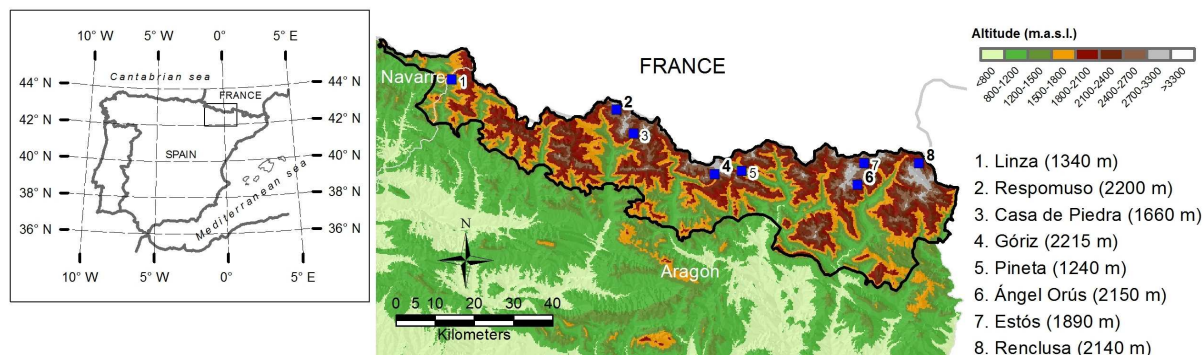 10° W 5° W 0° E 5° E
44° N 44° N
Cantabrian sea
FRANCE
42° N 42° N
SPAIN
40° N 40° N
38° N 38° N
Mediterranean sea
36° N 36° N
10° W 5° W 0° E 5° E
FRANCE
Navarre
1
2
3
4
5
6
7
8
Aragon
N
0 5 10 20 30 40
Kilometers
Altitude (m.a.s.l.)
<800
800-1200
1200-1500
1500-1800
1800-2100
2100-2400
2400-2700
2700-3300
>3300
1. Linza (1340 m)
2. Respomuso (2200 m)
3. Casa de Piedra (1660 m)
4. Góriz (2215 m)
5. Pineta (1240 m)
6. Ángel Orús (2150 m)
7. Estós (1890 m)
8. Renclusa (2140 m)